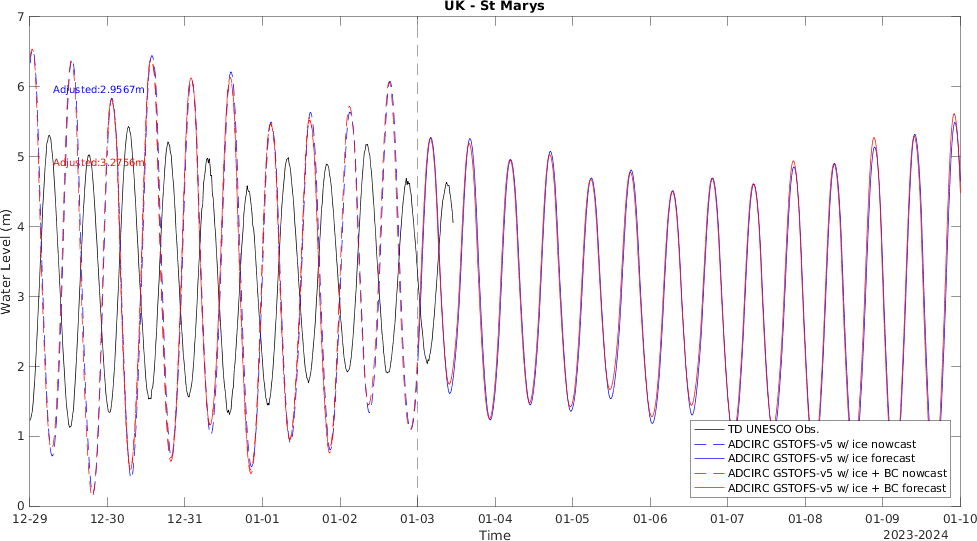 UK - St Marys
7
6
5
4
3
2
1
0
Water Level (m)
Adjusted:2.9567m
Adjusted:3.2766m
TD UNESCO Obs.
ADCIRC GSTOFS-v5 w/ ice nowcast
ADCIRC GSTOFS-v5 w/ ice forecast
ADCIRC GSTOFS-v5 w/ ice + BC nowcast
ADCIRC GSTOFS-v5 w/ ice + BC forecast
12-29 12-30 12-31 01-01 01-02 01-03 01-04 01-05 01-06 01-07 01-08 01-09 01-10
Time
2023-2024